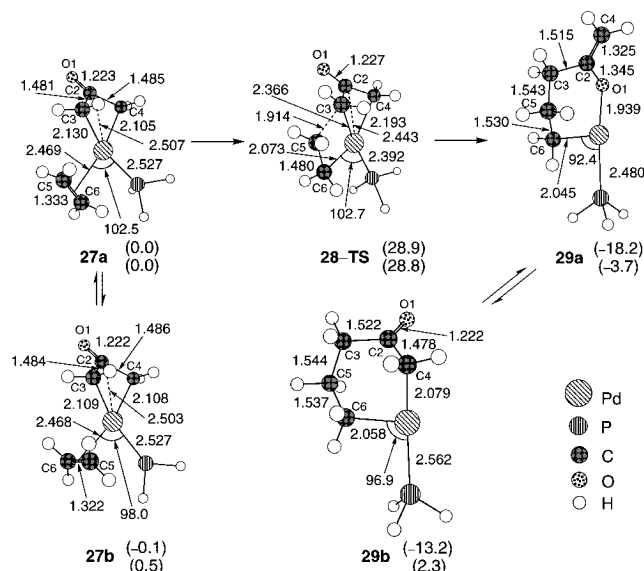 O1
1.223
1.481
C2
1.485
C3
C4
2.130
2.105
2.507
2.469
2.527
C5
C6
1.333
102.5
27a (0.0)
(0.0)
O1
1.227
C2
2.366
C4
C3
1.914
2.193
2.443
2.073
2.392
C5
1.480
C6
102.7
28–TS (28.9)
(28.8)
C4
1.515
1.325
C2
1.345
C3
O1
1.543
1.939
C5
1.530
C6
92.4
2.045
2.480
29a (−18.2)
(−3.7)
O1
1.222
1.486
C2
1.484
C4
C3
2.109
2.108
2.503
2.468
2.527
C6
C5
1.322
98.0
27b (−0.1)
(0.5)
O1
1.522
1.222
C3
C2
1.478
1.544
C4
C5
2.079
1.537
C6
2.058
96.9
2.562
29b (−13.2)
(2.3)
Pd
P
C
O
H